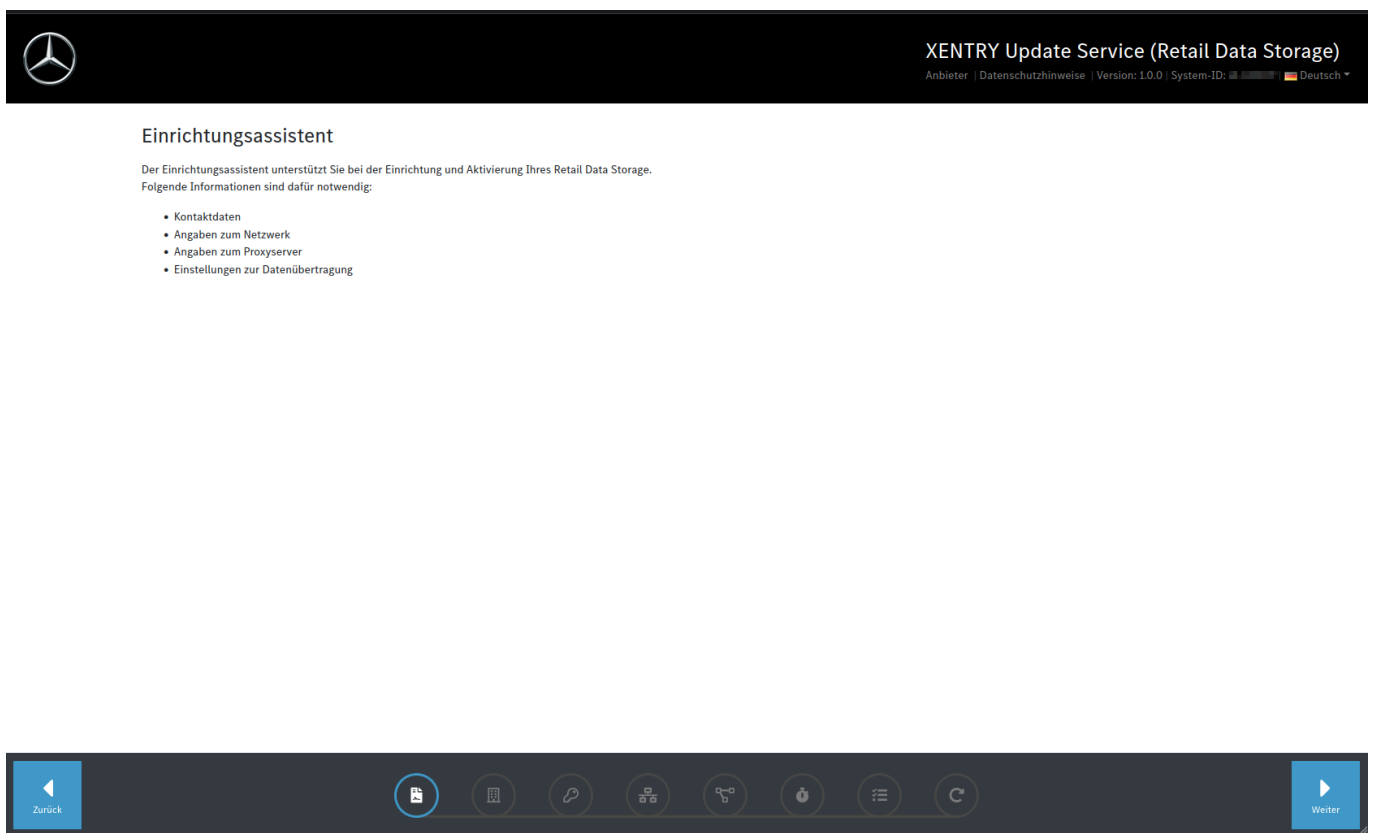 XENTRY Update Service (Retail Data Storage)
Anbieter | Datenschutzhinweise | Version: 1.0.0 | System-ID: | Deutsch
Einrichtungsassistent
Der Einrichtungsassistent unterstützt Sie bei der Einrichtung und Aktivierung Ihres Retail Data Storage.
Folgende Informationen sind dafür notwendig:
• Kontaktdaten
• Angaben zum Netzwerk
• Angaben zum Proxyserver
• Einstellungen zur Datenübertragung
Zurück
Weiter